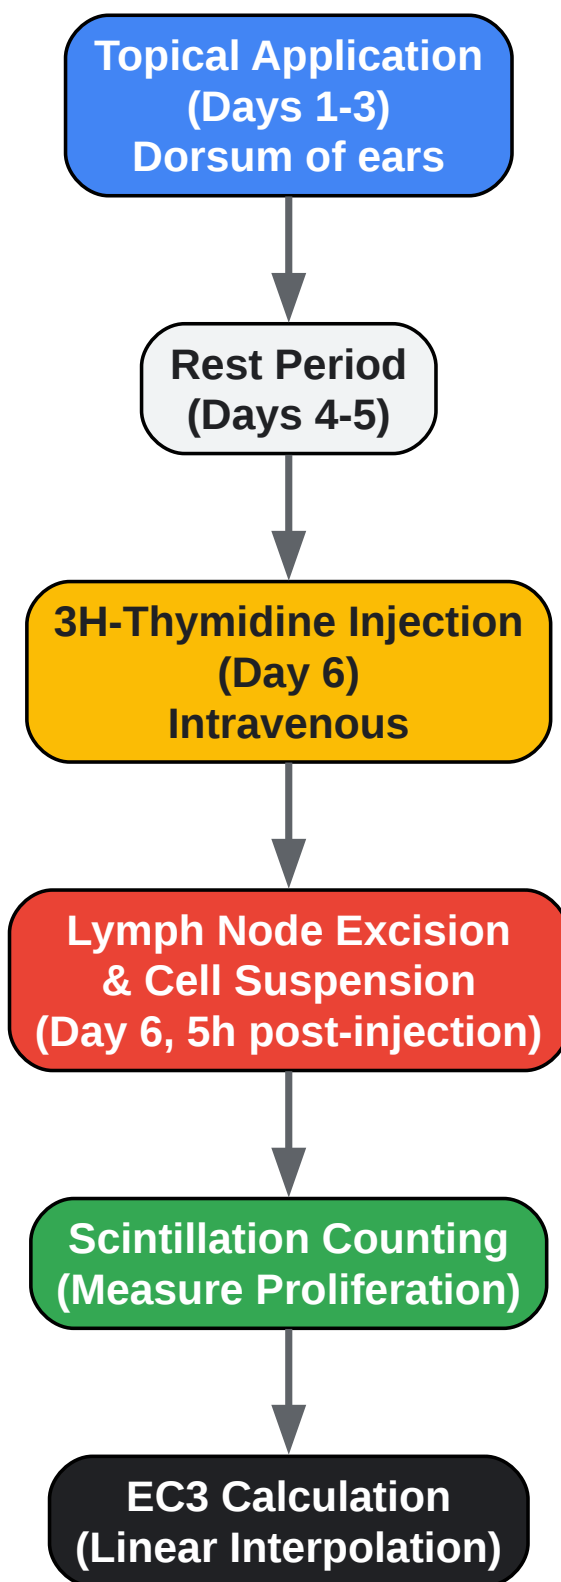 Topical Application
(Days 1-3)
Dorsum of ears
Rest Period
(Days 4-5)
3H-Thymidine Injection
(Day 6)
Intravenous
Lymph Node Excision
& Cell Suspension
(Day 6, 5h post-injection)
Scintillation Counting
(Measure Proliferation)
EC3 Calculation
(Linear Interpolation)